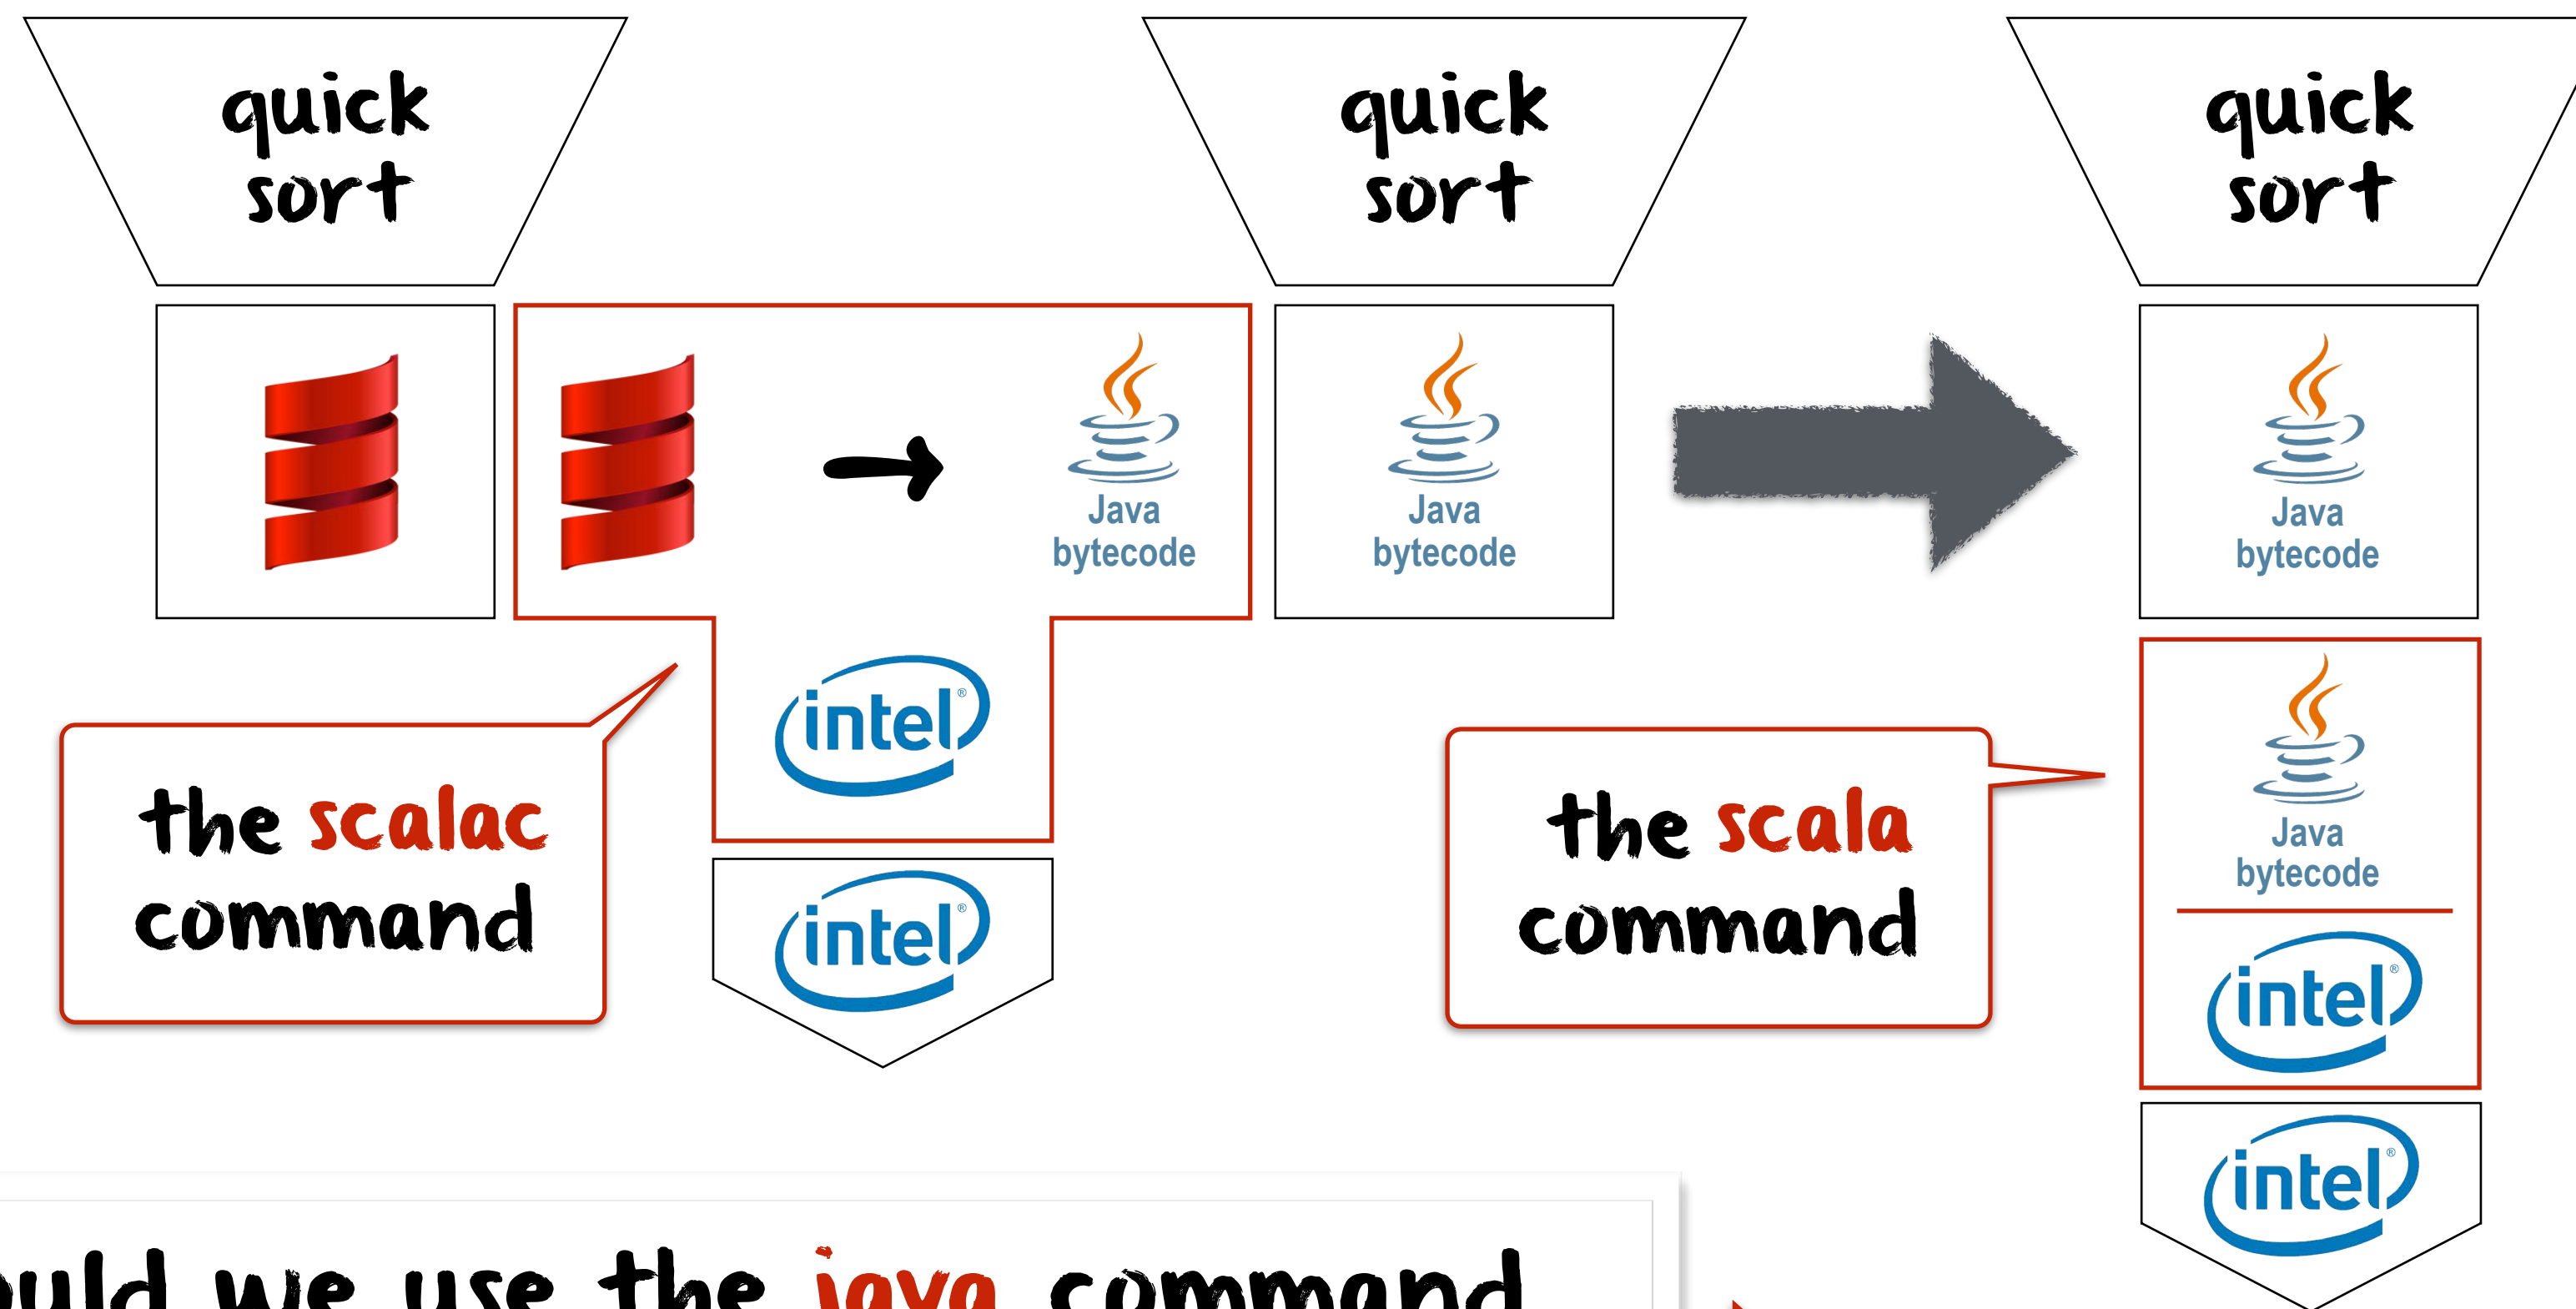 quick
sort
quick
sort
quick
sort
Java
bytecode
Java
bytecode
Java
bytecode
intel®
the scalac
command
intel®
the scala
command
Java
bytecode
intel®
intel®
we use the java command